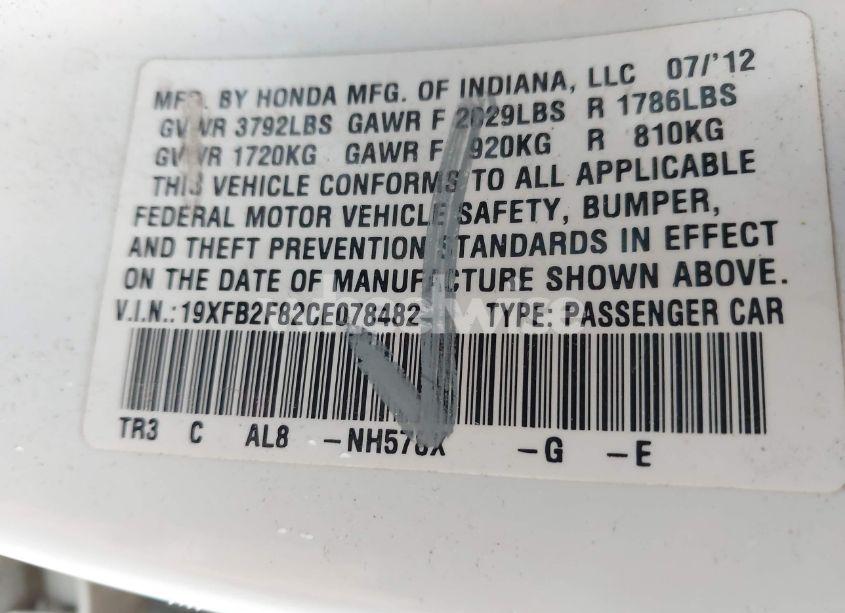 MFD. BY HONDA MFG. OF INDIANA, LLC 07/'12
GVWR 3792LBS GAWR F 2029LBS R 1786LBS
GVWR 1720KG GAWR F 920KG R 810KG
THIS VEHICLE CONFORMS TO ALL APPLICABLE
FEDERAL MOTOR VEHICLE SAFETY, BUMPER,
AND THEFT PREVENTION STANDARDS IN EFFECT
ON THE DATE OF MANUFACTURE SHOWN ABOVE.
V.I.N.: 19XFB2F82CE078482 TYPE: PASSENGER CAR
TR3 C AL8 -G -E